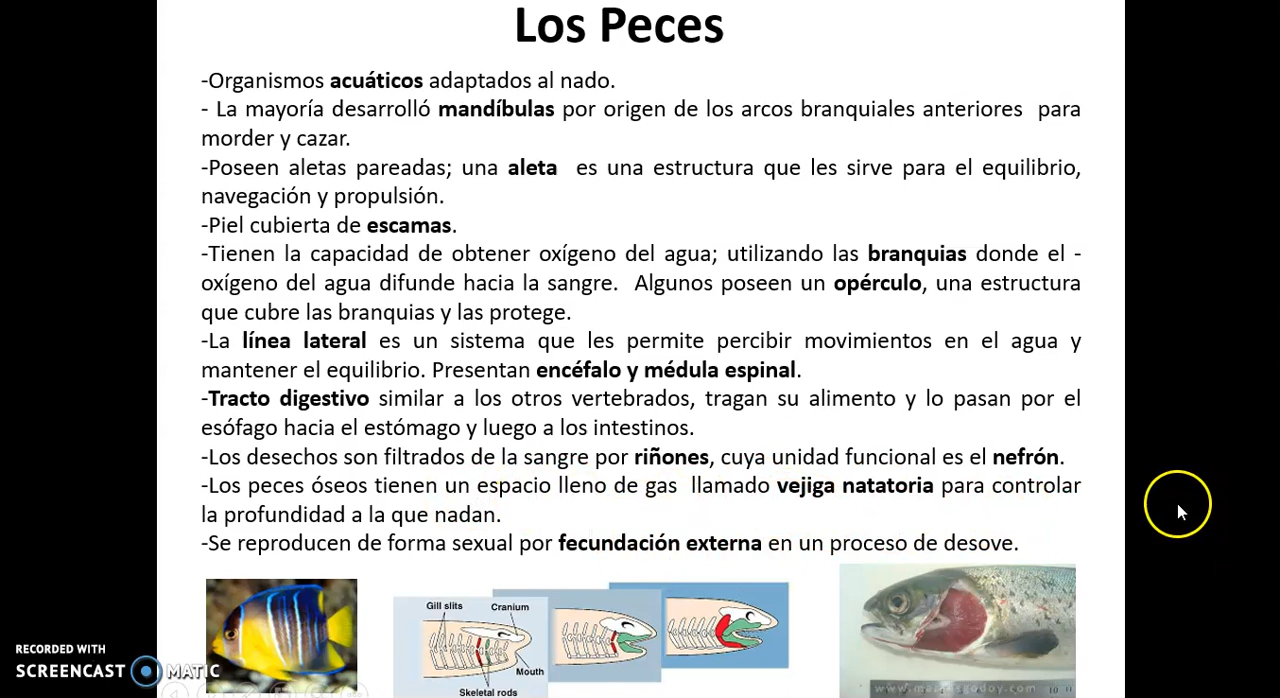 Los Peces
-Organismos acuáticos adaptados al nado.
- La mayoría desarrolló mandíbulas por origen de los arcos branquiales anteriores para
morder y cazar.
-Poseen aletas pareadas; una aleta es una estructura que les sirve para el equilibrio,
navegación y propulsión.
-Piel cubierta de escamas.
-Tienen la capacidad de obtener oxígeno del agua; utilizando las branquias donde el -
oxígeno del agua difunde hacia la sangre. Algunos poseen un opérculo, una estructura
que cubre las branquias y las protege.
-La línea lateral es un sistema que les permite percibir movimientos en el agua y
mantener el equilibrio. Presentan encéfalo y médula espinal.
-Tracto digestivo similar a los otros vertebrados, tragan su alimento y lo pasan por el
esófago hacia el estómago y luego a los intestinos.
-Los desechos son filtrados de la sangre por riñones, cuya unidad funcional es el nefrón.
-Los peces óseos tienen un espacio lleno de gas llamado vejiga natatoria para controlar
la profundidad a la que nadan.
-Se reproducen de forma sexual por fecundación externa en un proceso de desove.
Gill slits Cranium
Mouth
Skeletal rods
RECORDED WITH
SCREENCAST MATIC